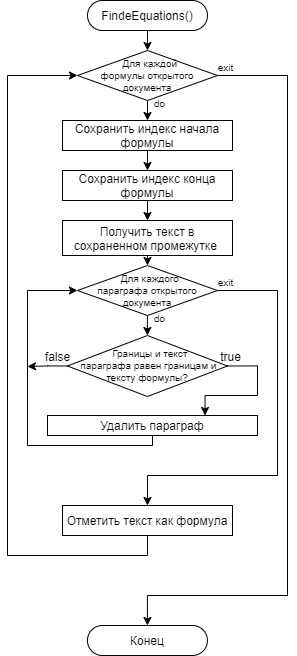 FindeEquations()
Для каждой
формулы открытого
документа
exit
do
Сохранить индекс начала
формулы
Сохранить индекс конца
формулы
Получить текст в
сохраненном промежутке
Для каждого
параграфа открытого
документа
exit
do
false
Границы и текст
параграфа равен границам и
тексту формулы?
true
Удалить параграф
Отметить текст как формула
Конец